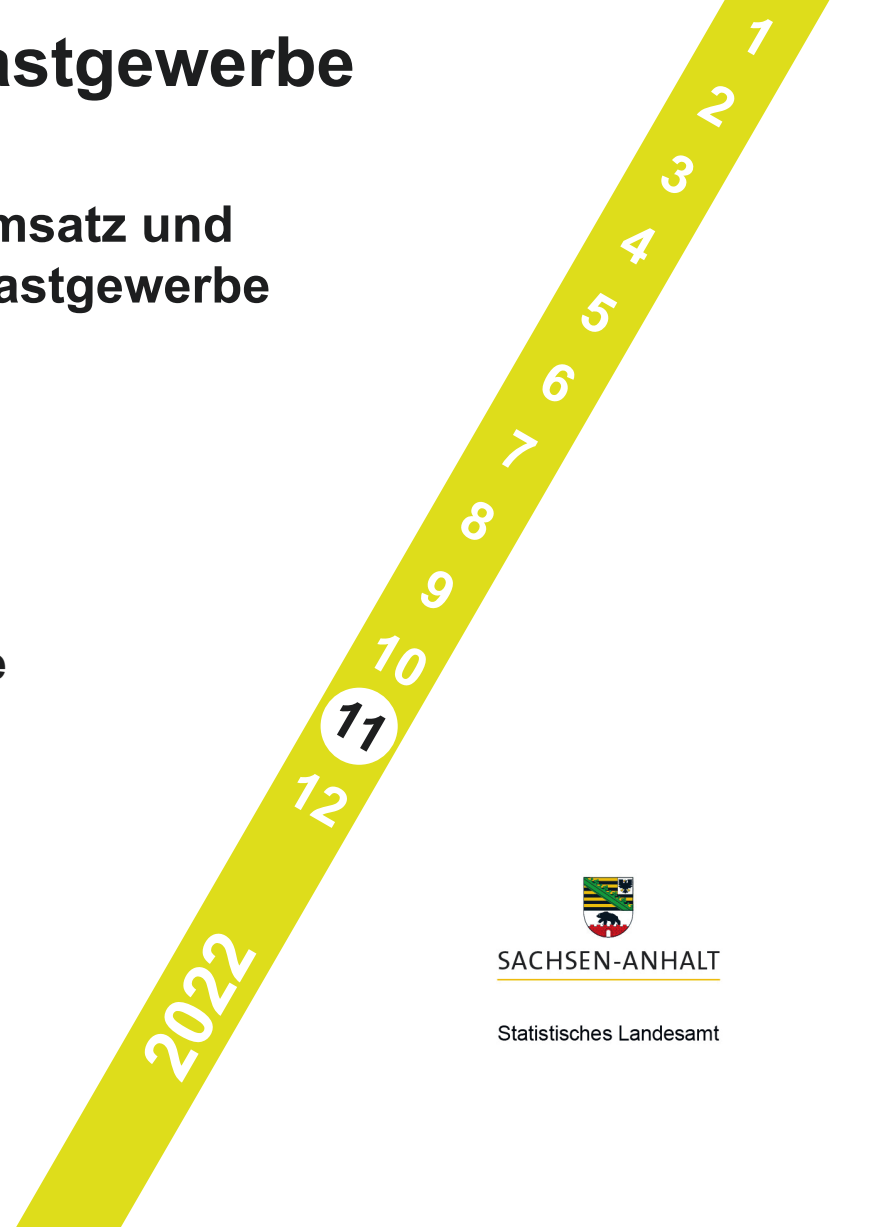 astgewerbe
msatz und
astgewerbe
e
1
2
3
4
5
6
7
8
9
10
11
12
2022
SACHSEN-ANHALT
Statistisches Landesamt